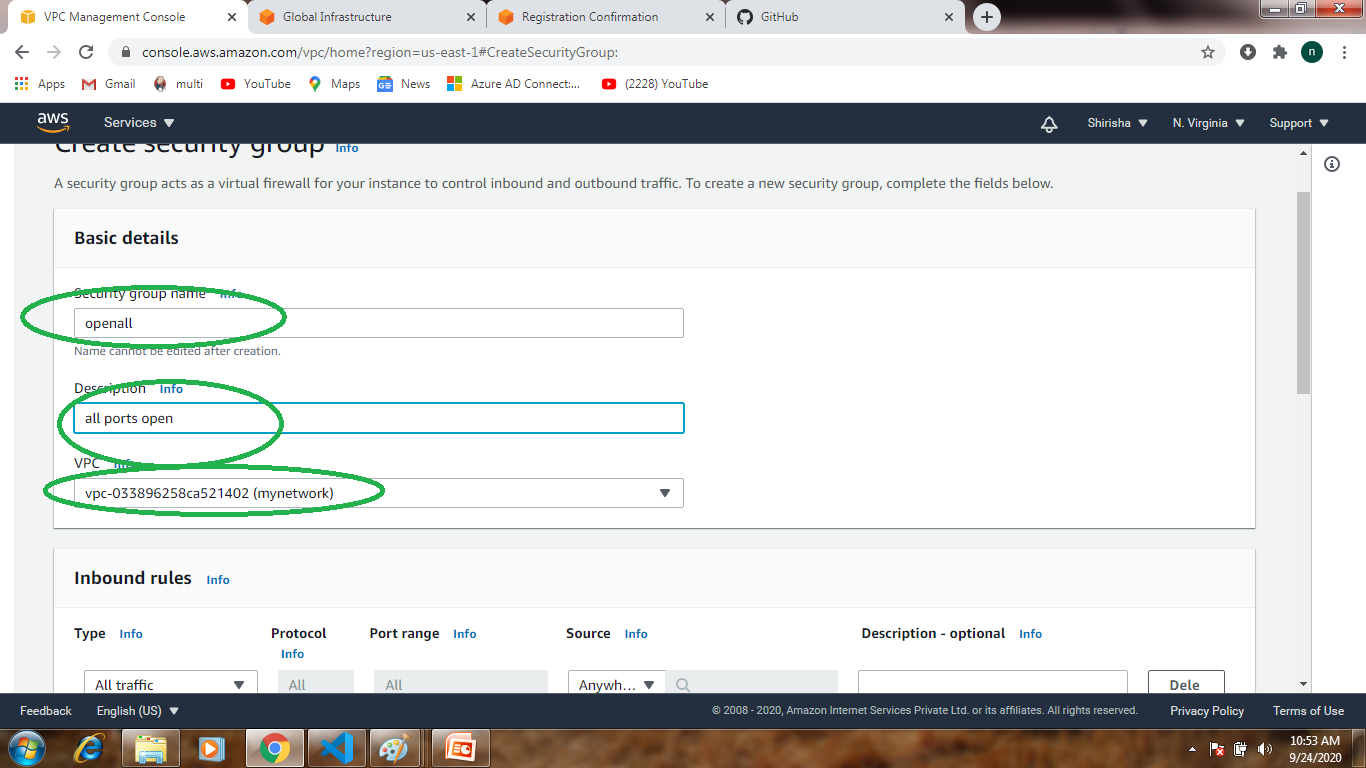 VPC Management Console
Global Infrastructure
Registration Confirmation
GitHub
console.aws.amazon.com/vpc/home?region=us-east-1#CreateSecurityGroup:
n
Apps Gmail multi YouTube Maps News Azure AD Connect:... (2228) YouTube
aws Services Shirisha N. Virginia Support
Create security group Info
A security group acts as a virtual firewall for your instance to control inbound and outbound traffic. To create a new security group, complete the fields below.
Basic details
Security group name Info
openall
Name cannot be edited after creation.
Description Info
all ports open
VPC Info
vpc-033896258ca521402 (mynetwork)
Inbound rules Info
Type Info Protocol Port range Info Source Info Description - optional Info
Info
All traffic All All Anywh... Dele
Feedback English (US) © 2008 - 2020, Amazon Internet Services Private Ltd. or its affiliates. All rights reserved. Privacy Policy Terms of Use
10:53 AM
9/24/2020